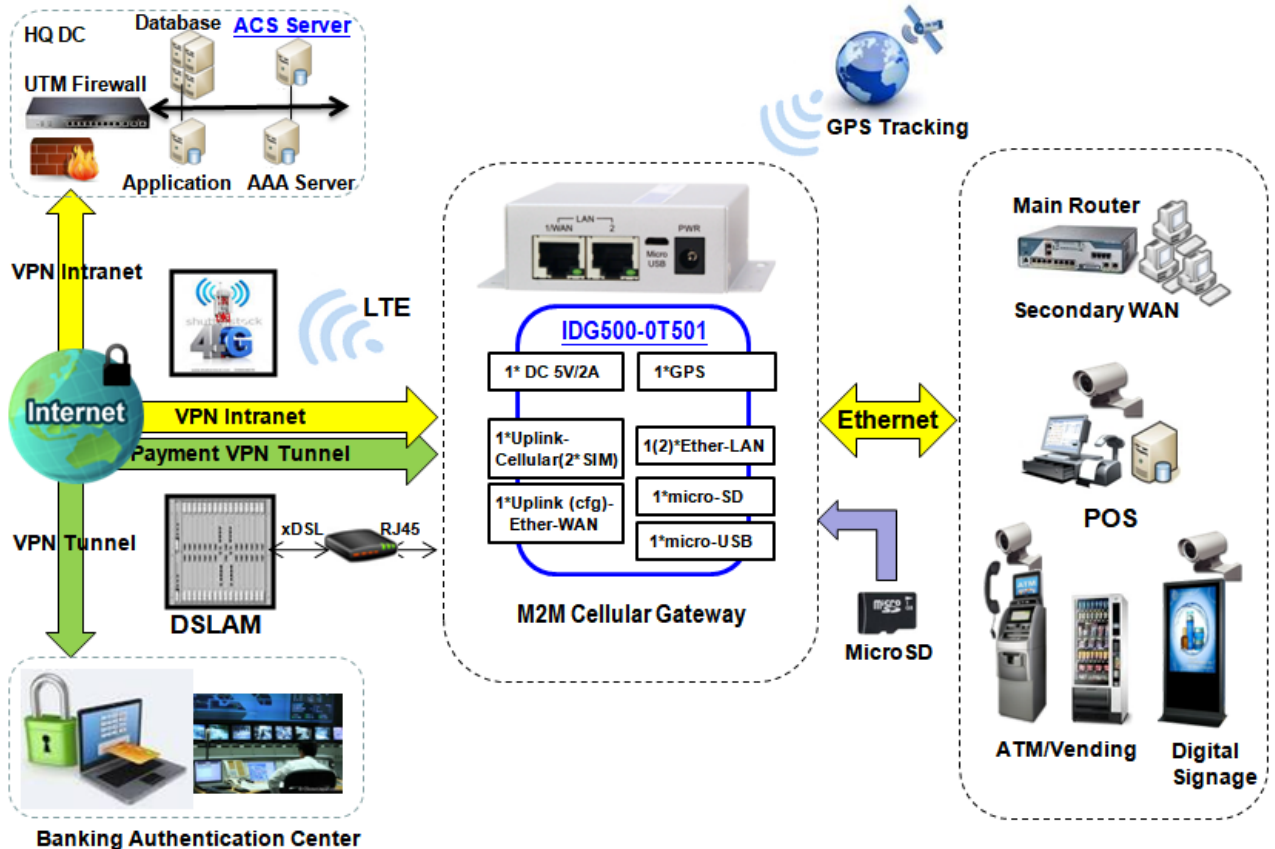 HQ DC
Database
ACS Server
UTM Firewall
Application
AAA Server
GPS Tracking
VPN Intranet
shutterstock
4G
LTE
LAN
1/WAN
2
Micro
USB
PWR
IDG500-0T501
1* DC 5V/2A
1*GPS
1*Uplink-
Cellular(2* SIM)
1(2)*Ether-LAN
1*Uplink (cfg)-
Ether-WAN
1*micro-SD
1*micro-USB
M2M Cellular Gateway
Internet
VPN Intranet
Payment VPN Tunnel
VPN Tunnel
xDSL
RJ45
DSLAM
Ethernet
micro
MicroSD
Main Router
Secondary WAN
POS
ATM
ATM/Vending
Digital
Signage
Banking Authentication Center